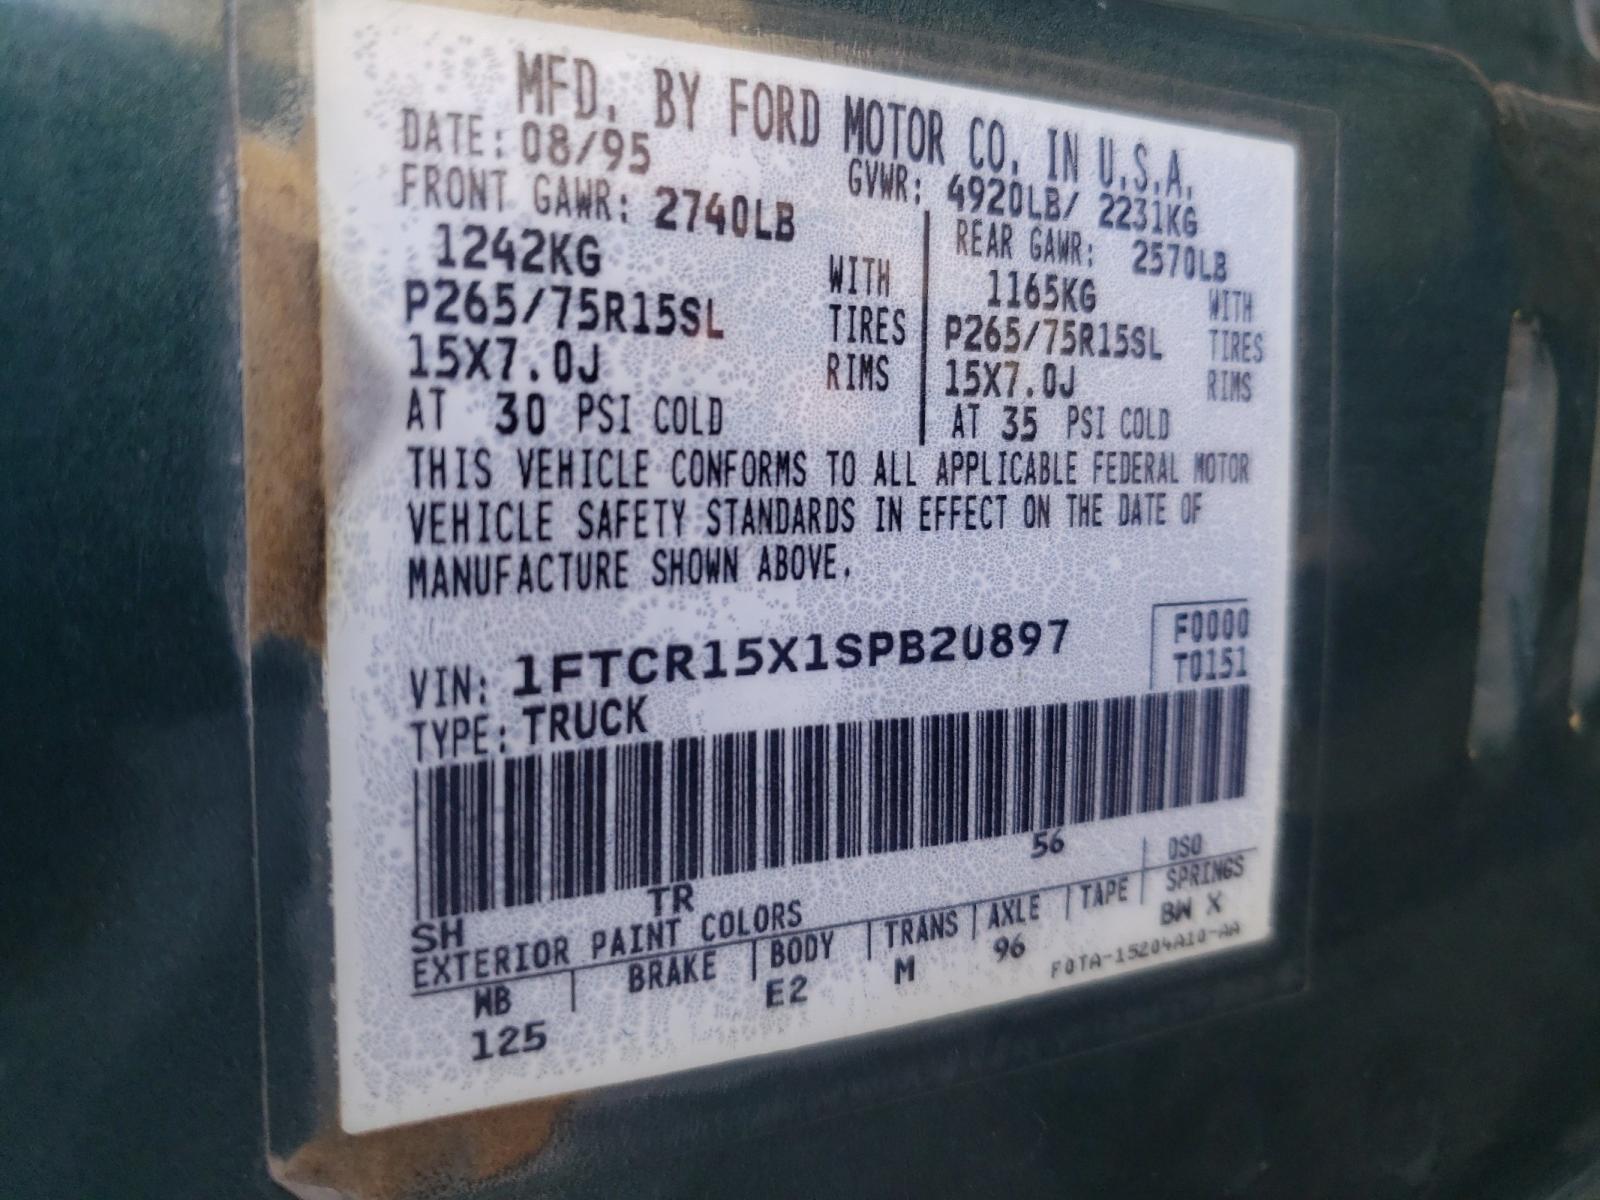 MFD. BY FORD MOTOR CO. IN U.S.A.
DATE: 08/95 GVWR: 4920LB/ 2231KG
FRONT GAWR: 2740LB REAR GAWR: 2570LB
1242KG WITH 1165KG WITH
P265/75R15SL TIRES P265/75R15SL TIRES
15X7.0J RIMS 15X7.0J RIMS
AT 30 PSI COLD AT 35 PSI COLD
THIS VEHICLE CONFORMS TO ALL APPLICABLE FEDERAL MOTOR
VEHICLE SAFETY STANDARDS IN EFFECT ON THE DATE OF
MANUFACTURE SHOWN ABOVE.
F0000
VIN: 1FTCR15X1SPB20897 T0151
TYPE: TRUCK
SH TR 56 DSO
EXTERIOR PAINT COLORS
WB BRAKE BODY TRANS AXLE TAPE SPRINGS
125 E2 M 96 BW X
F0TA-15204A10-AA